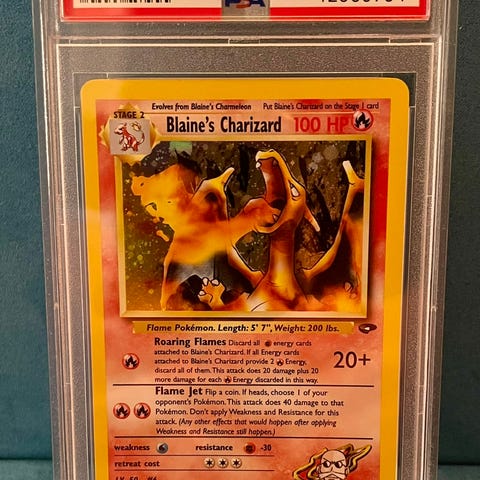 PSA
Evolves from Blaine's Charmeleon
Put Blaine's Charizard on the Stage 1 card
STAGE 2
Blaine's Charizard 100 HP
Flame Pokémon. Length: 5' 7", Weight: 200 lbs.
Roaring Flames Discard all energy cards
attached to Blaine's Charizard. If all Energy cards
attached to Blaine's Charizard provide 2 Energy,
discard all of them. This attack does 20 damage plus
20 more damage for each Energy discarded in this way.
20+
Flame Jet Flip a coin. If heads, choose 1 of your
opponent's Pokémon. This attack does 40 damage to that
Pokémon. Don't apply Weakness and Resistance for this
attack. (Any other effects that would happen after applying
Weakness and Resistance still happen.)
weakness resistance -30
retreat cost
LV. 50 #6